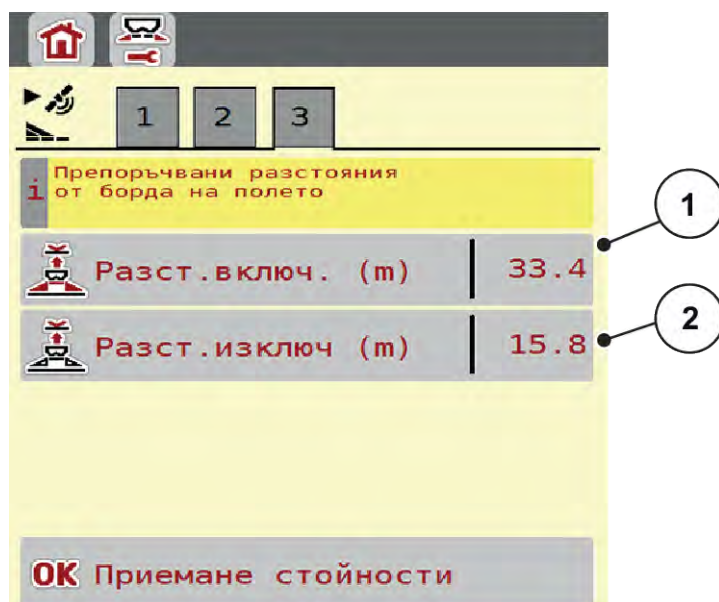 1 2 3
i Препоръчвани разстояния
от борда на полето
Разст.включ. (m) 33.4
1
Разст.изключ (m) 15.8
2
OK Приемане стойности